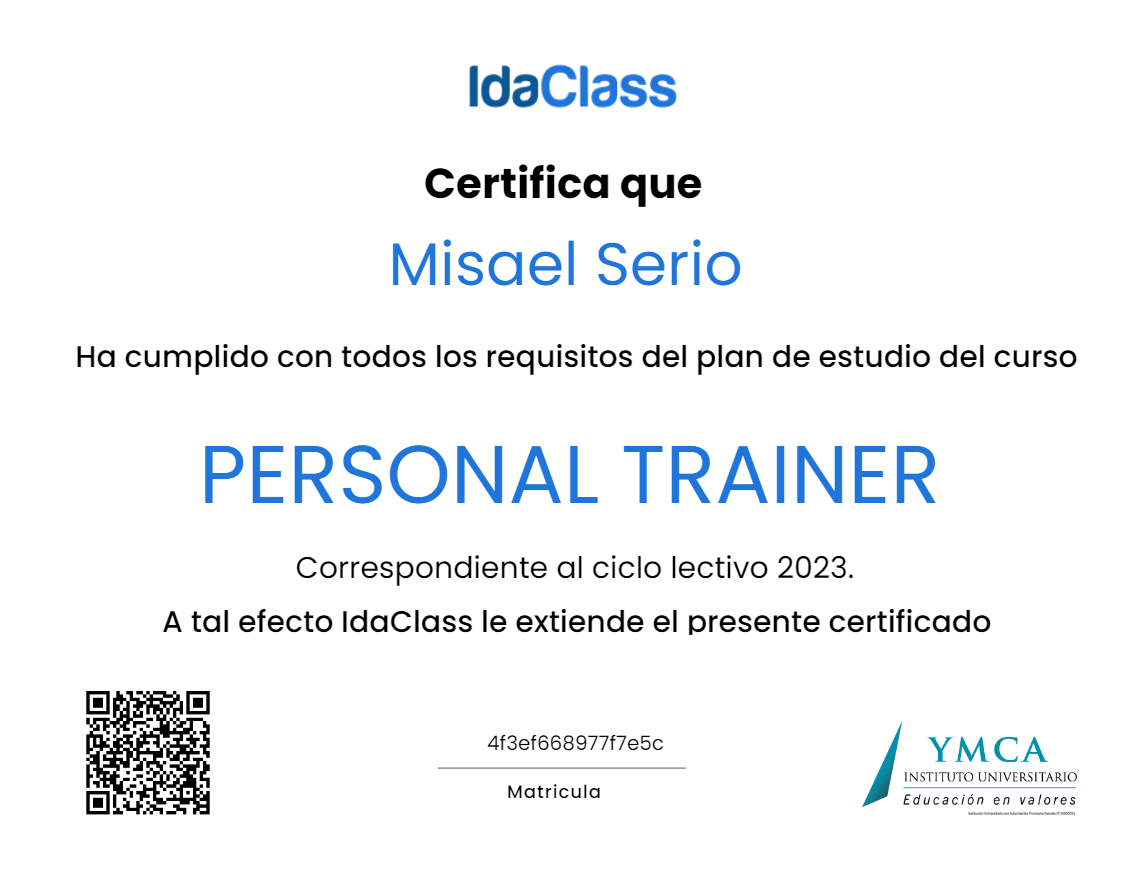 IdaClass
Certifica que
Misael Serio
Ha cumplido con todos los requisitos del plan de estudio del curso
PERSONAL TRAINER
Correspondiente al ciclo lectivo 2023.
A tal efecto IdaClass le extiende el presente certificado
4f3ef668977f7e5c
Matricula
YMCA
INSTITUTO UNIVERSITARIO
Educación en valores